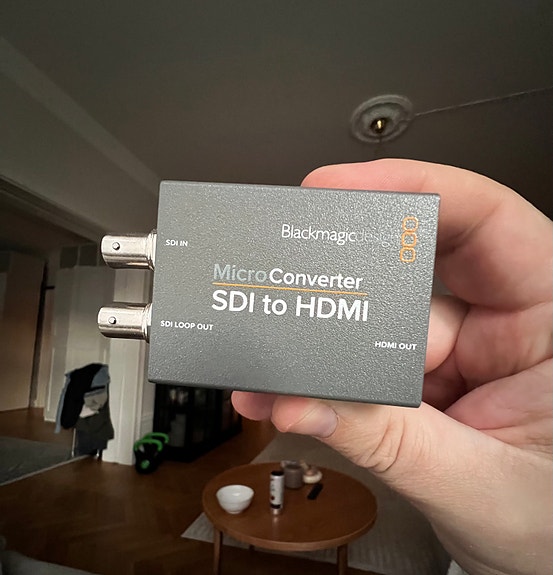 Blackmagicdesign
SDI IN
MicroConverter
SDI to HDMI
SDI LOOP OUT
HDMI OUT